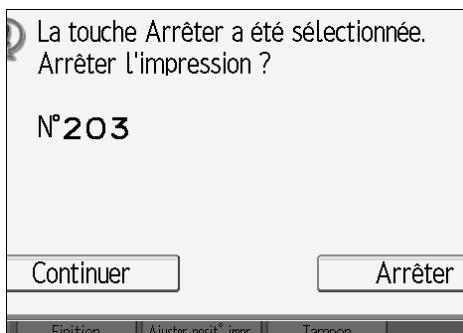 La touche Arrêter a été sélectionnée.
Arrêter l'impression ?
N°203
Continuer
Arrêter
Finition
Ajuster posit° impr.
Tampon